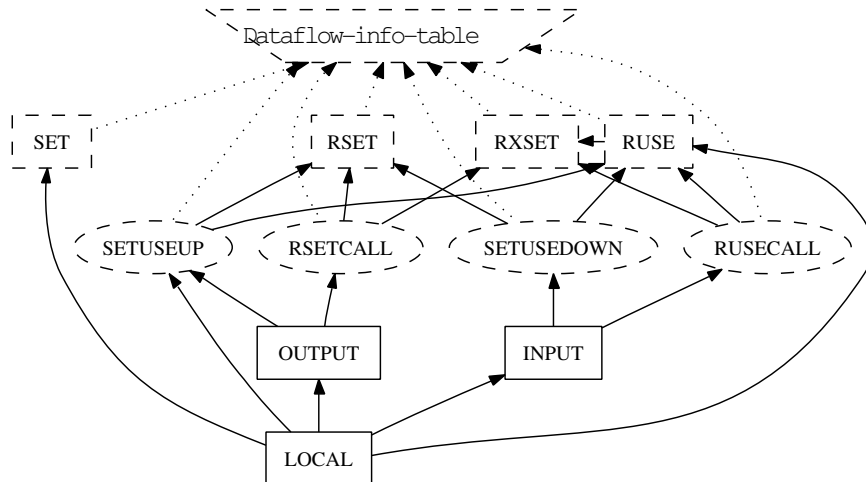 Dataflow-info-table
SET
RSET
RXSET
RUSE
SETUSEUP
RSETCALL
SETUSEDOWN
RUSECALL
OUTPUT
INPUT
LOCAL